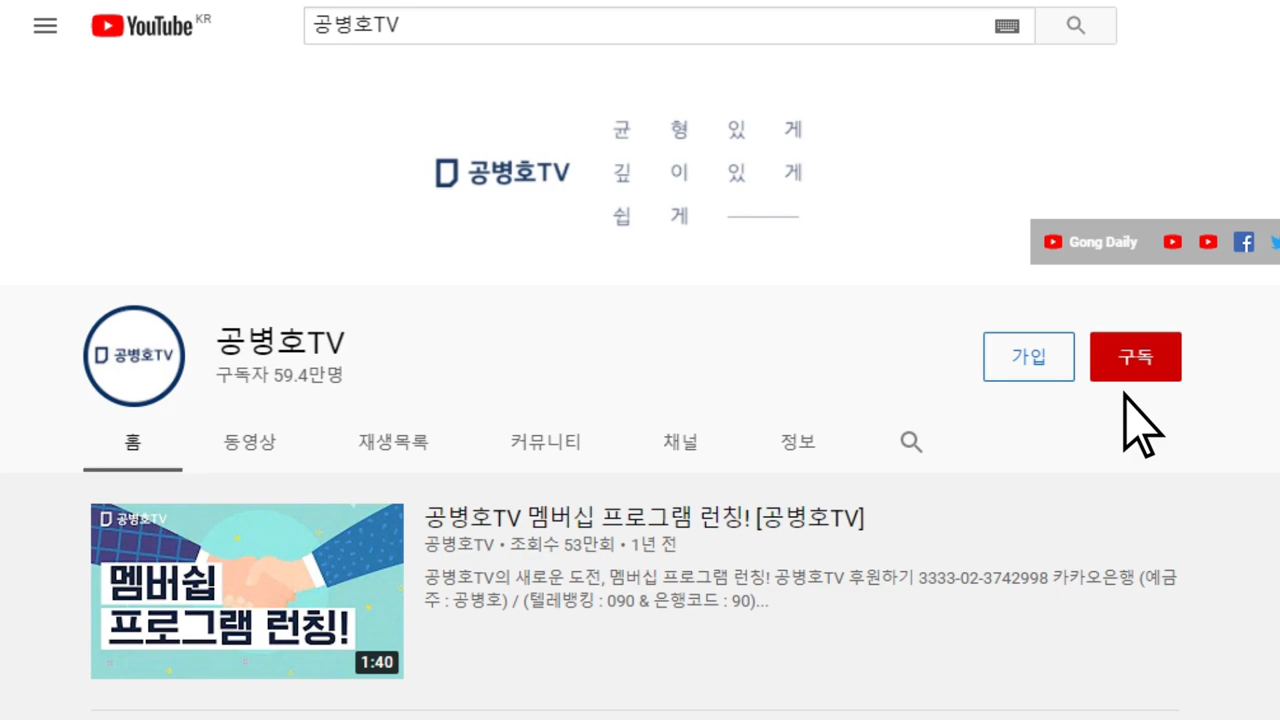 YouTube KR
공병호TV
균 형 있 게
공병호TV
깊 이 있 게
쉽 게
Gong Daily
공병호TV
공병호TV
구독자 59.4만명
가입
구독
홈
동영상
재생목록
커뮤니티
채널
정보
공병호TV
멤버쉽
프로그램 런칭!
1:40
공병호TV 멤버십 프로그램 런칭! [공병호TV]
공병호TV • 조회수 53만회 • 1년 전
공병호TV의 새로운 도전, 멤버십 프로그램 런칭! 공병호TV 후원하기 3333-02-3742998 카카오은행 (예금
주 : 공병호) / (텔레뱅킹 : 090 & 은행코드 : 90)...